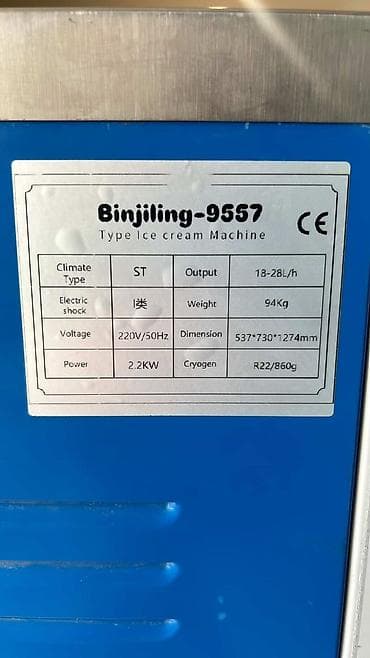 Binjiling-9557
Type Ice cream Machine
CE
Climate Type ST Output 18-28L/h
Electric shock I类 Weight 94Kg
Voltage 220V/50Hz Dimension 537*730*1274mm
Power 2.2KW Cryogen R22/860g